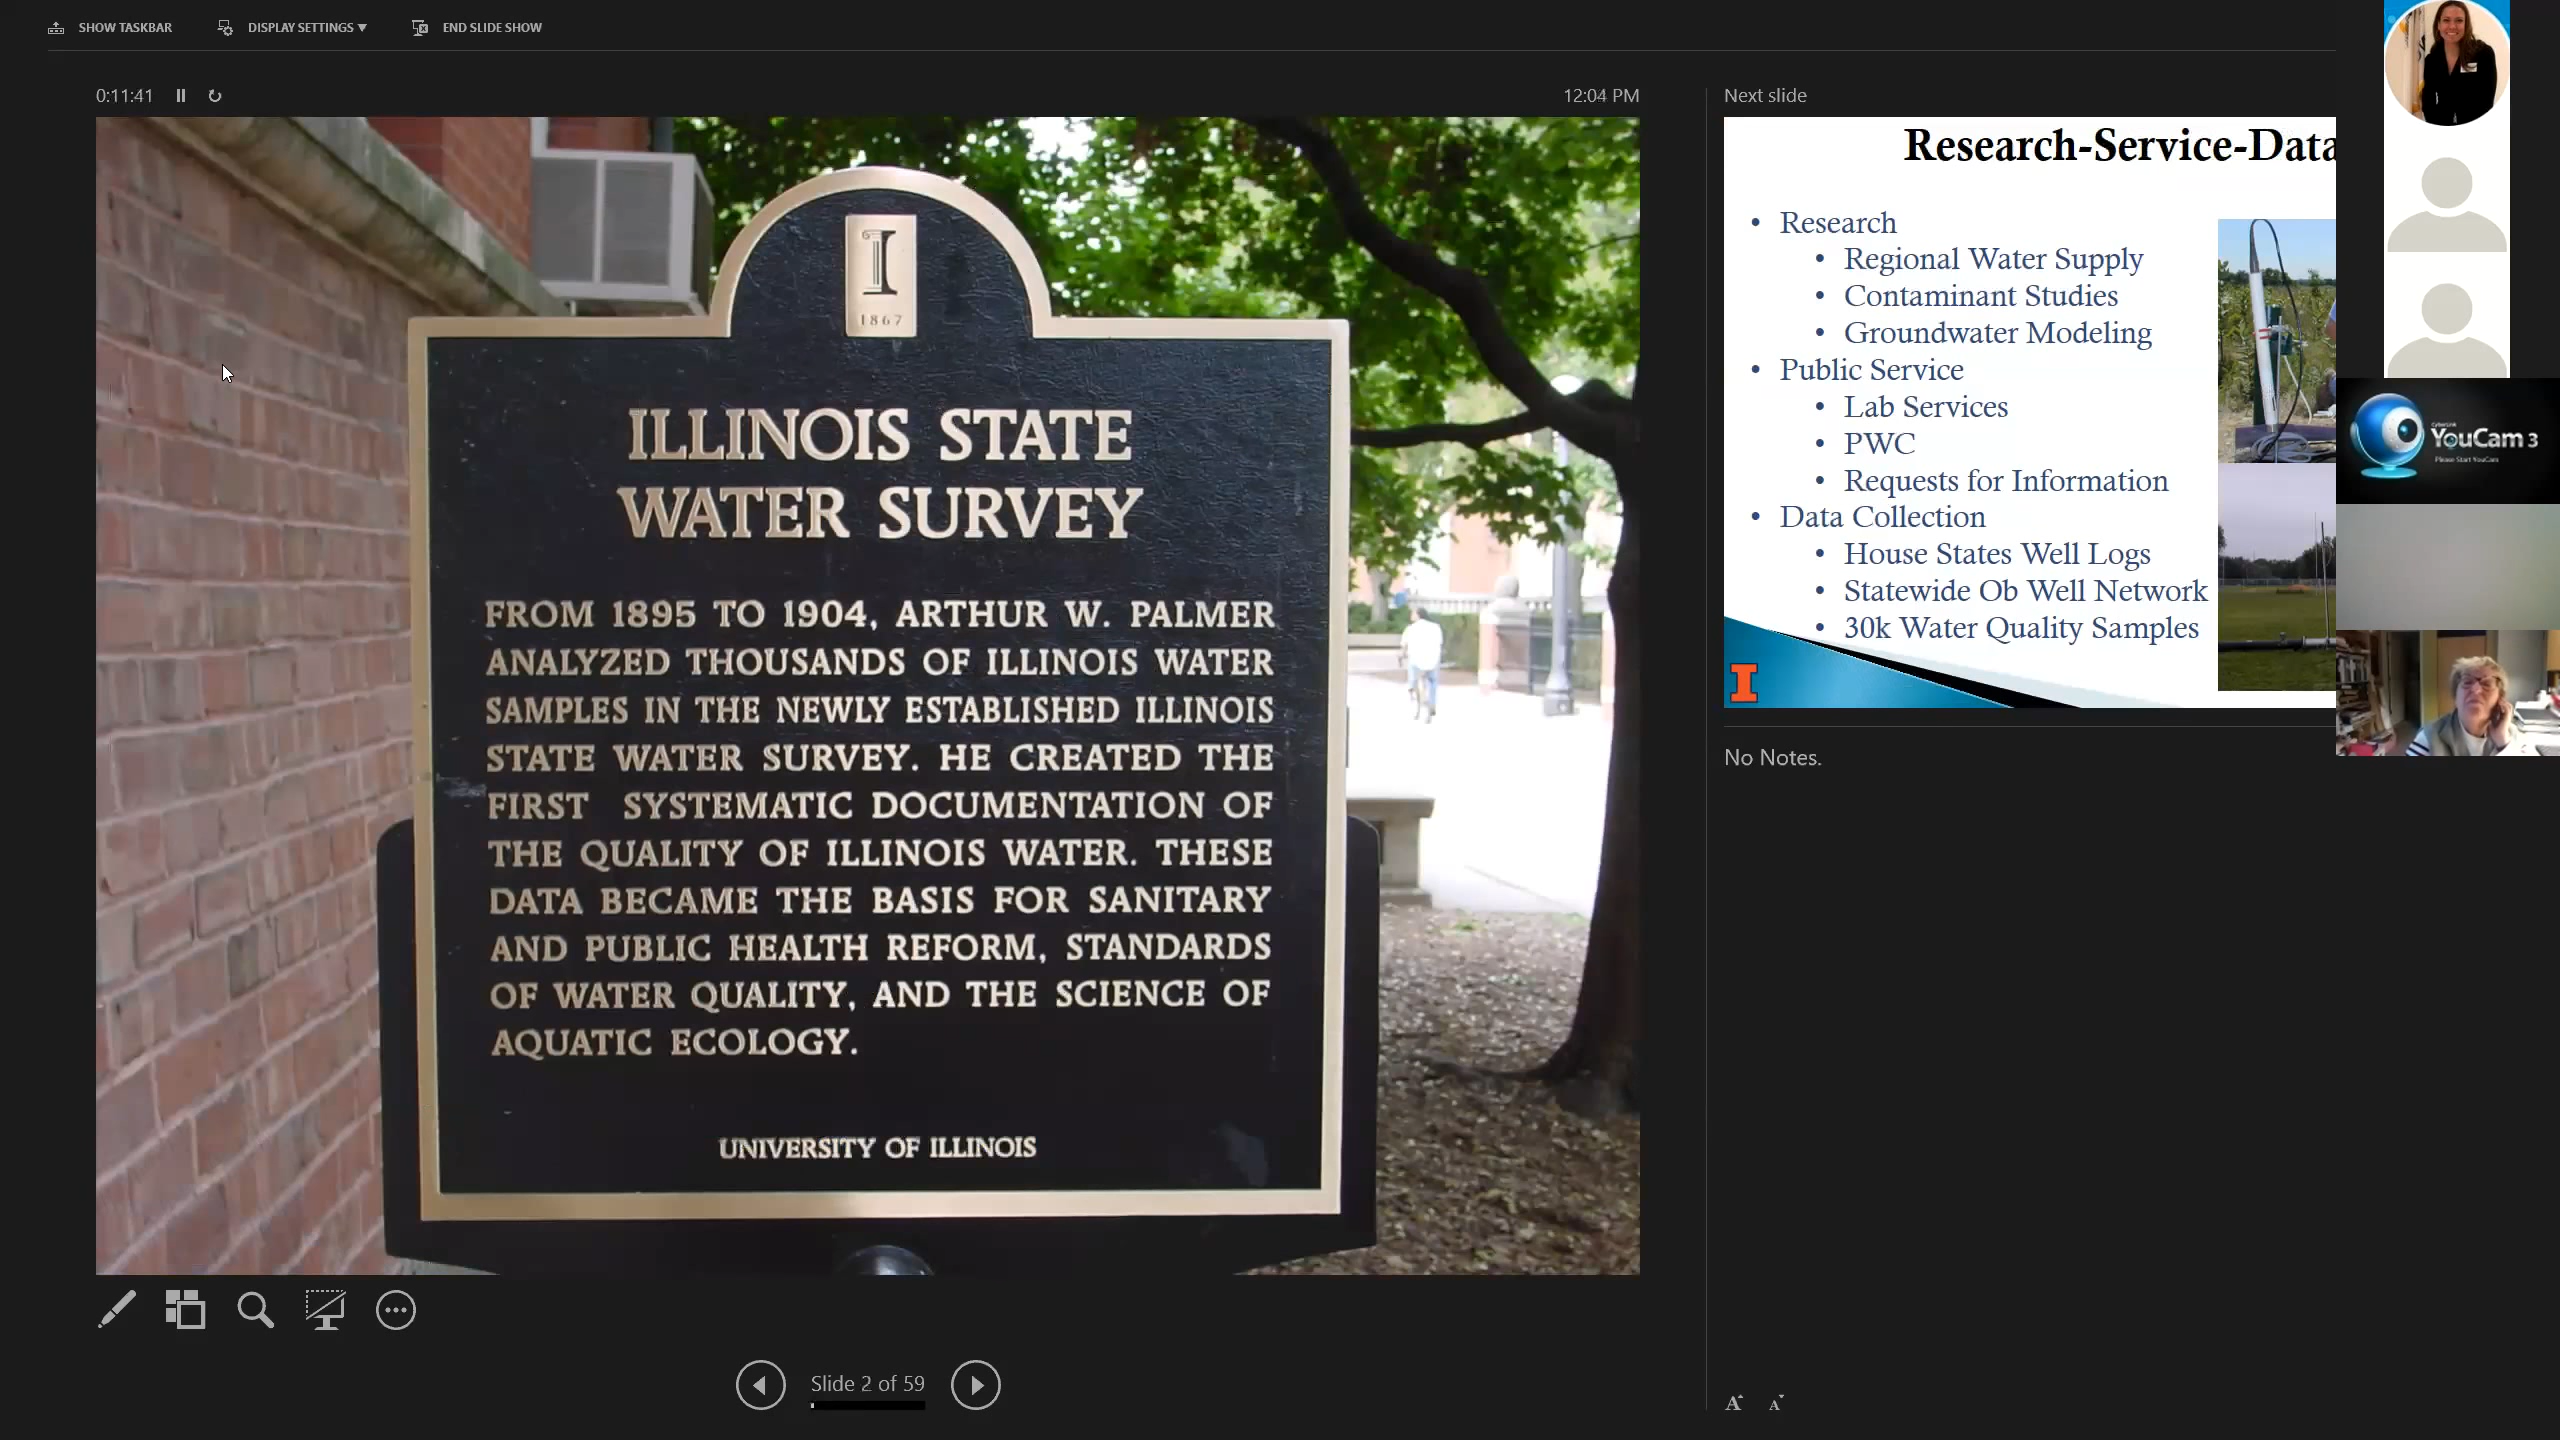 SHOW TASKBAR
DISPLAY SETTINGS ▼
END SLIDE SHOW
0:11:41
12:04 PM
I
1867
ILLINOIS STATE
WATER SURVEY
FROM 1895 TO 1904, ARTHUR W. PALMER
ANALYZED THOUSANDS OF ILLINOIS WATER
SAMPLES IN THE NEWLY ESTABLISHED ILLINOIS
STATE WATER SURVEY. HE CREATED THE
FIRST SYSTEMATIC DOCUMENTATION OF
THE QUALITY OF ILLINOIS WATER. THESE
DATA BECAME THE BASIS FOR SANITARY
AND PUBLIC HEALTH REFORM, STANDARDS
OF WATER QUALITY, AND THE SCIENCE OF
AQUATIC ECOLOGY.
UNIVERSITY OF ILLINOIS
Slide 2 of 59
Next slide
Research-Service-Data
• Research
• Regional Water Supply
• Contaminant Studies
• Groundwater Modeling
• Public Service
• Lab Services
• PWC
• Requests for Information
• Data Collection
• House States Well Logs
• Statewide Ob Well Network
• 30k Water Quality Samples
I
No Notes.
A A
CyberLink
YouCam 3
Please Start YouCam